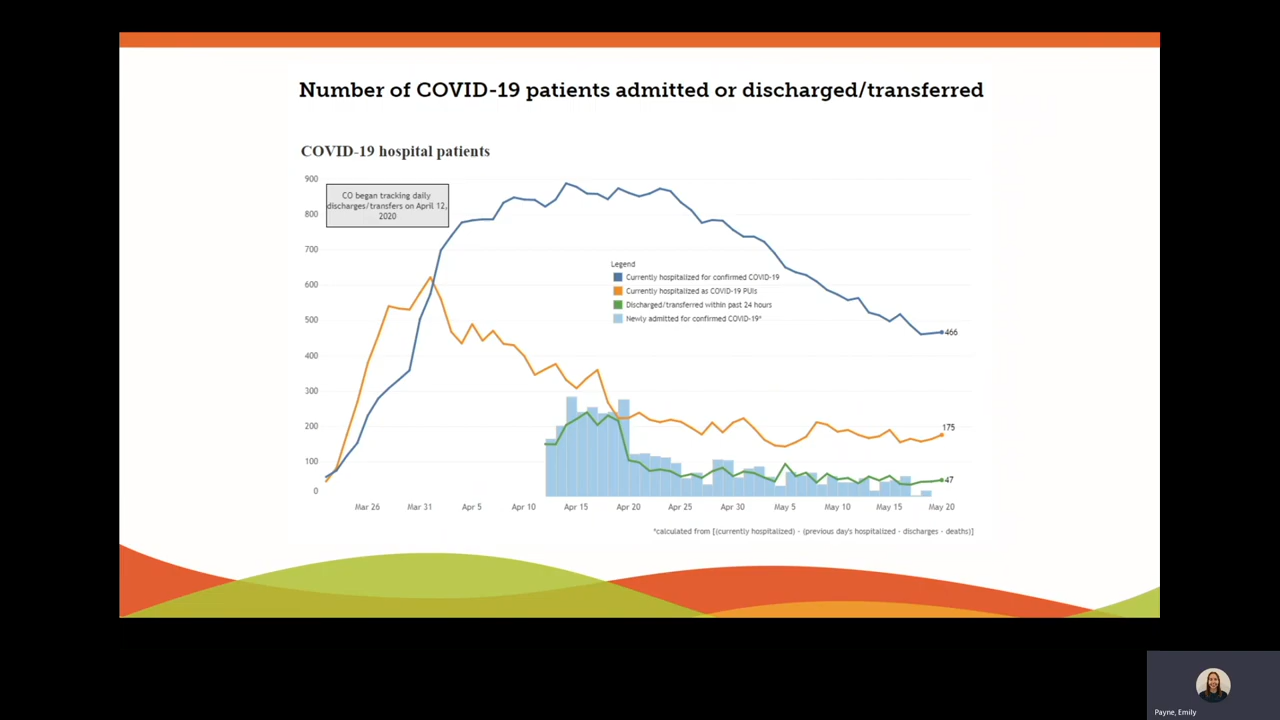 Number of COVID-19 patients admitted or discharged/transferred
COVID-19 hospital patients
900
800
700
600
500
400
300
200
100
0
CO began tracking daily
discharges/transfers on April 12,
2020
Legend
Currently hospitalized for confirmed COVID-19
Currently hospitalized as COVID-19 PUIs
Discharged/transferred within past 24 hours
Newly admitted for confirmed COVID-19*
466
175
47
Mar 26 Mar 31 Apr 5 Apr 10 Apr 15 Apr 20 Apr 25 Apr 30 May 5 May 10 May 15 May 20
*calculated from [(currently hospitalized) - (previous day's hospitalized - discharges - deaths)]
Payne, Emily